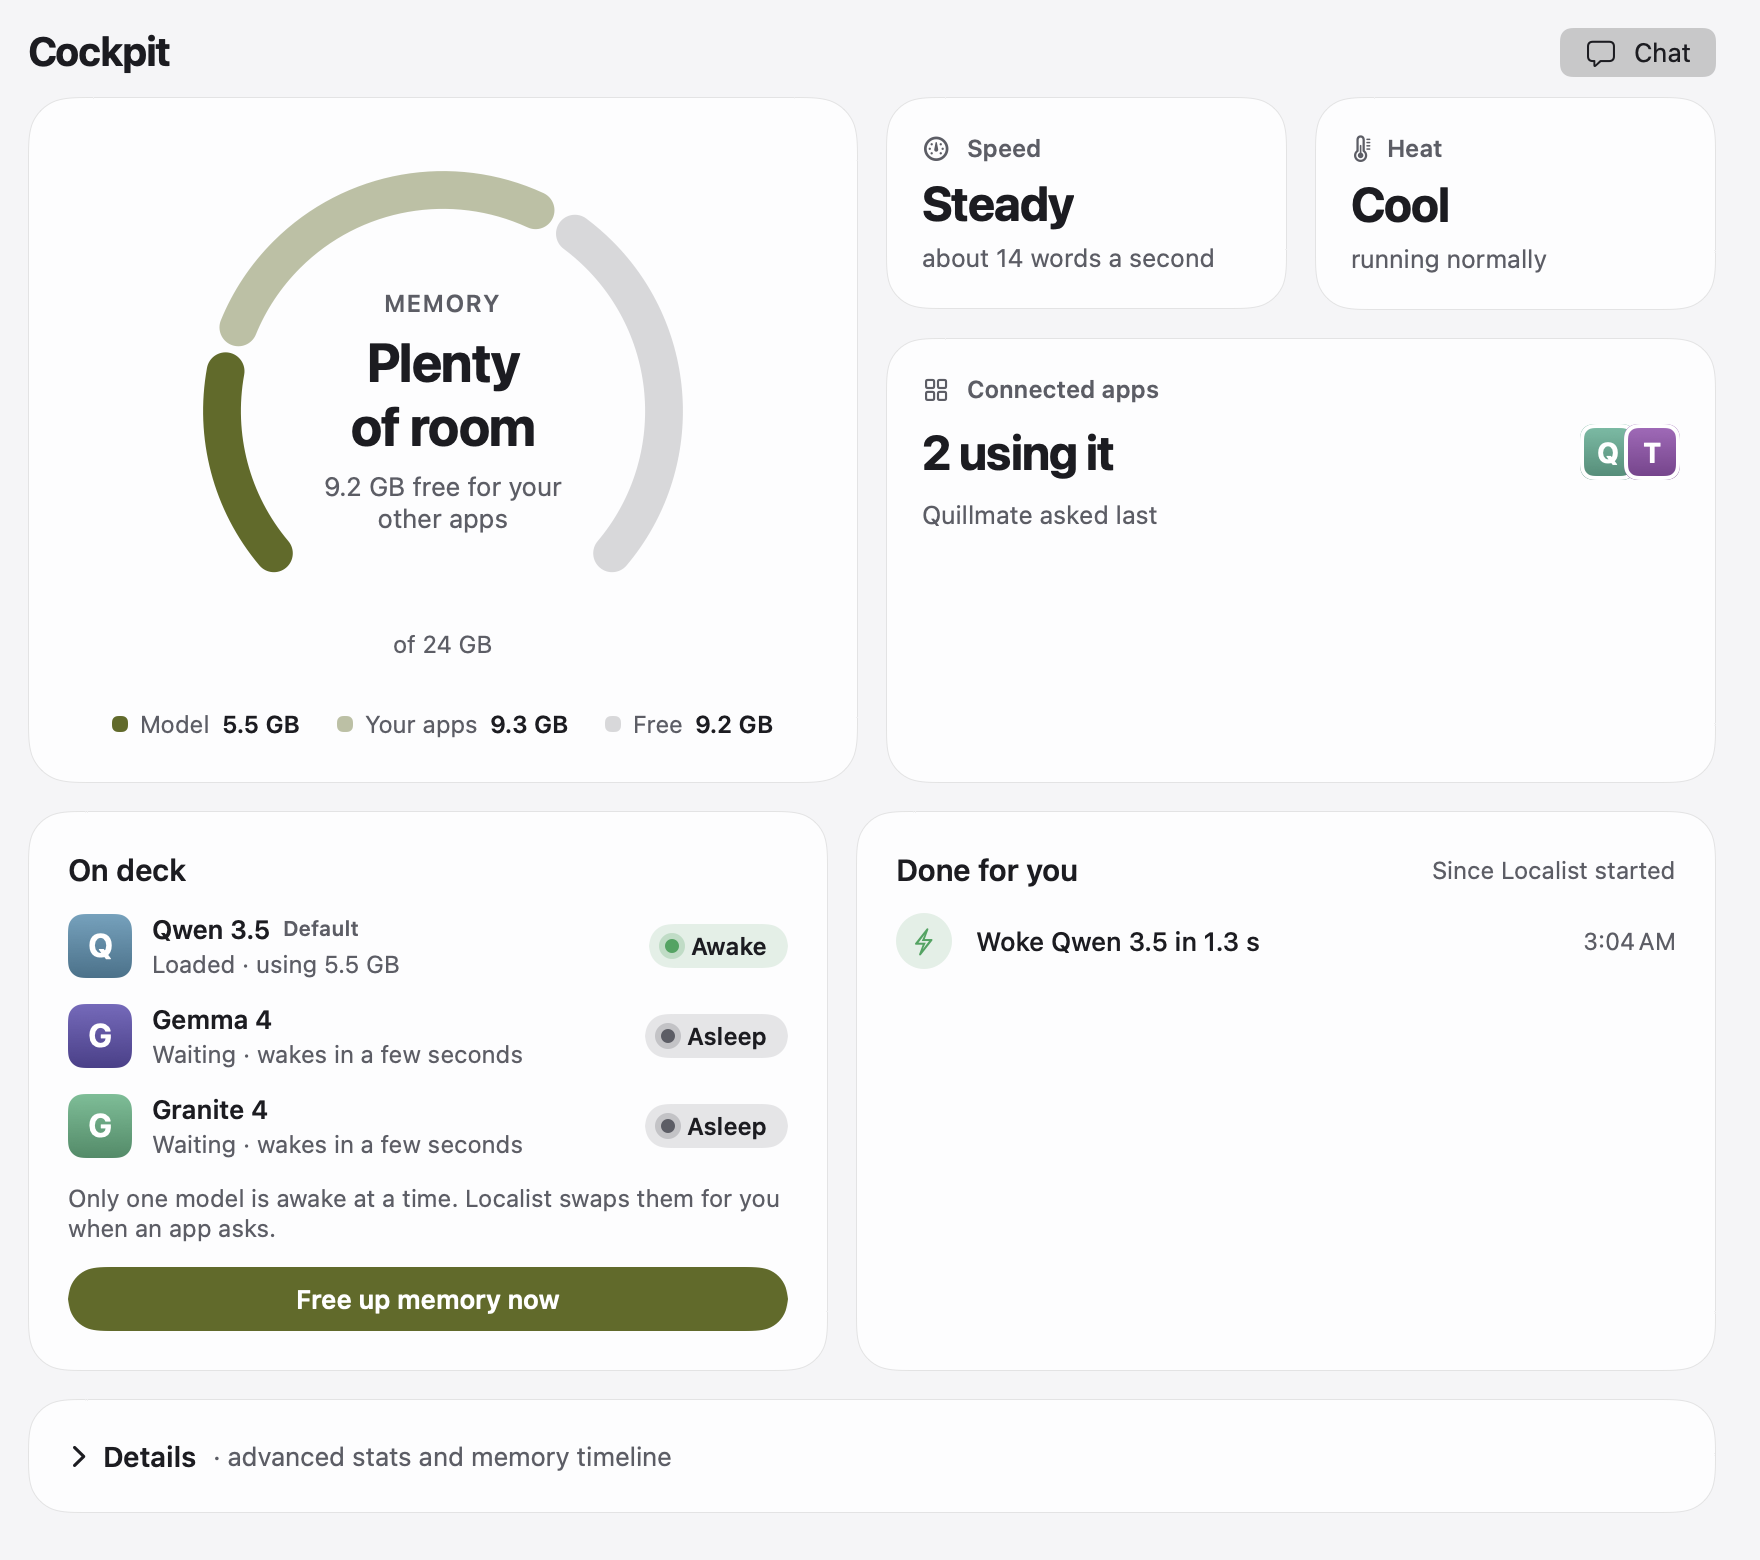 Cockpit
Chat
MEMORY
Plenty
of room
9.2 GB free for your
other apps
of 24 GB
Model 5.5 GB Your apps 9.3 GB Free 9.2 GB
Speed
Steady
about 14 words a second
Heat
Cool
running normally
Connected apps
2 using it
Q T
Quillmate asked last
On deck
Q
Qwen 3.5 Default
Loaded · using 5.5 GB
Awake
G
Gemma 4
Waiting · wakes in a few seconds
Asleep
G
Granite 4
Waiting · wakes in a few seconds
Asleep
Only one model is awake at a time. Localist swaps them for you
when an app asks.
Free up memory now
Done for you
Since Localist started
Woke Qwen 3.5 in 1.3 s
3:04 AM
Details · advanced stats and memory timeline